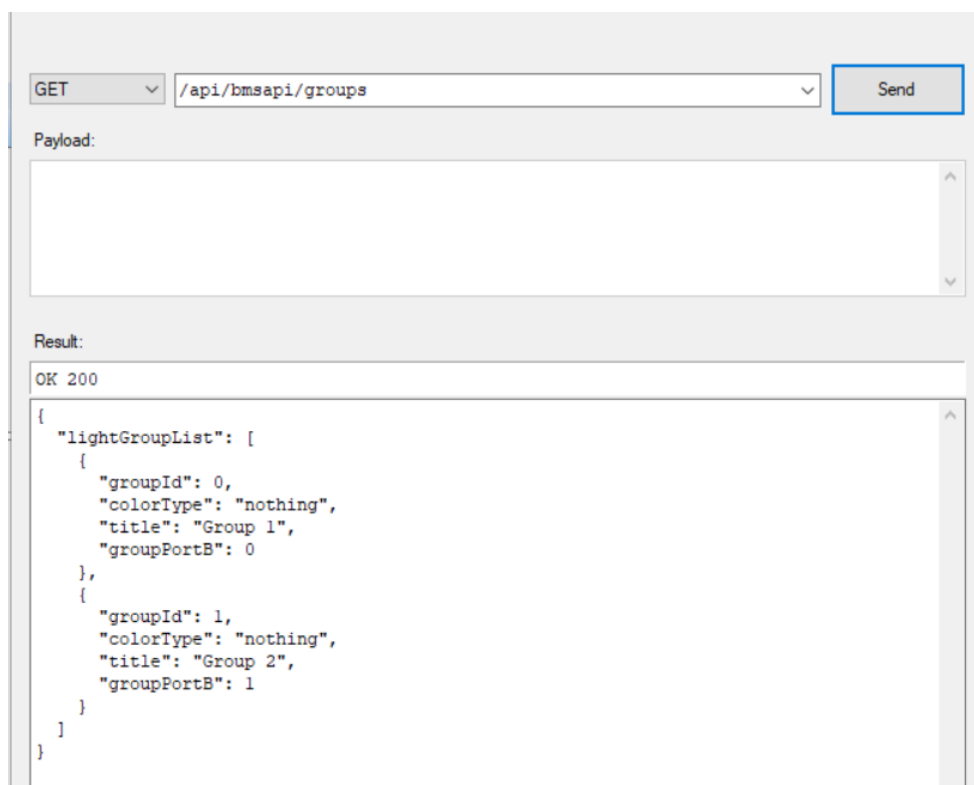 GET /api/bmsapi/groups Send
Payload:
Result:
OK 200
{
  "lightGroupList": [
    {
      "groupId": 0,
      "colorType": "nothing",
      "title": "Group 1",
      "groupPortB": 0
    },
    {
      "groupId": 1,
      "colorType": "nothing",
      "title": "Group 2",
      "groupPortB": 1
    }
  ]
}